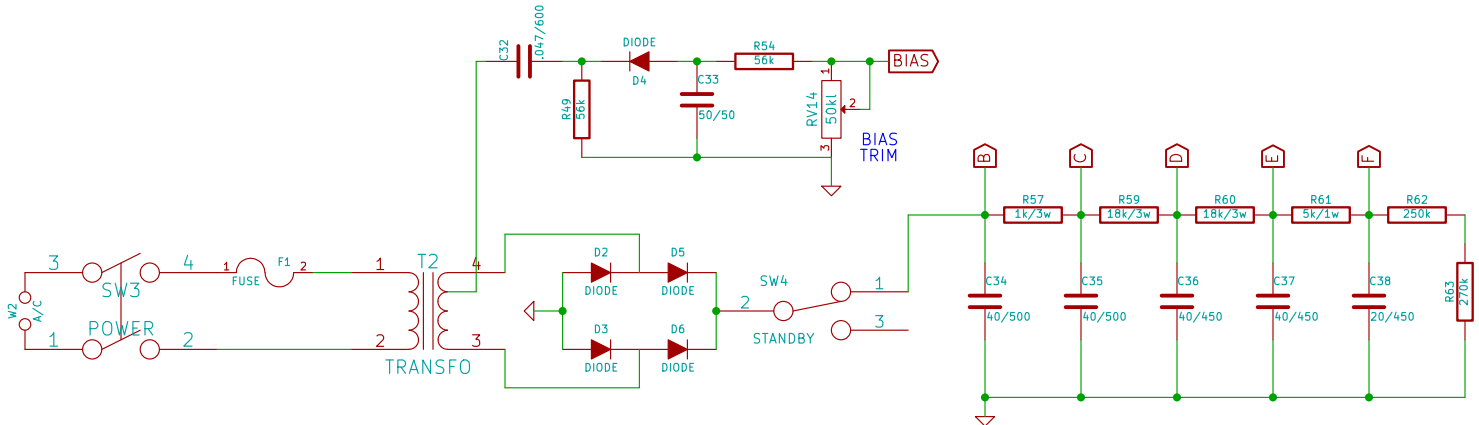 C32
.047/600
R49
56k
DIODE
D4
C33
50/50
R54
56k
1
RV14
50kl
2
3
BIAS
BIAS
TRIM
B
C
D
E
F
R57
1k/3w
R59
18k/3w
R60
18k/3w
R61
5k/1w
R62
250k
R63
270k
C34
40/500
C35
40/500
C36
40/450
C37
40/450
C38
20/450
W2
A/C
3
4
SW3
POWER
1
2
1
F1
2
FUSE
1
T2
4
2
3
TRANSFO
D2
DIODE
D5
DIODE
D3
DIODE
D6
DIODE
SW4
2
1
3
STANDBY